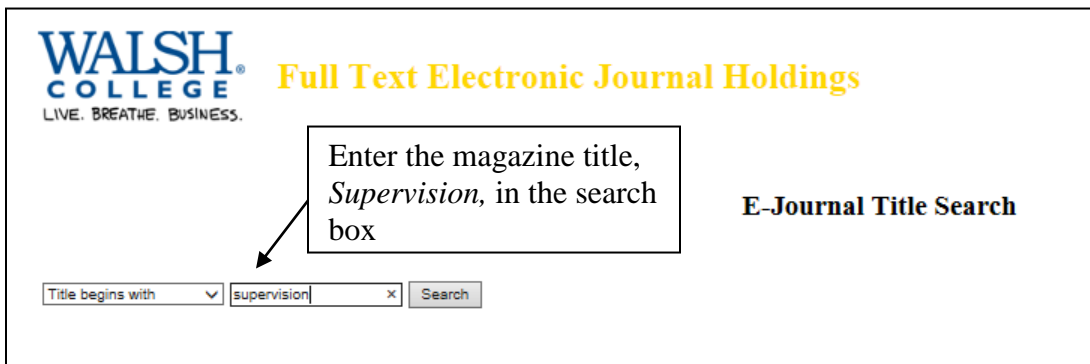 WALSH®
COLLEGE
LIVE. BREATHE. BUSINESS.
Full Text Electronic Journal Holdings
Enter the magazine title,
Supervision, in the search
box
E-Journal Title Search
Title begins with supervision × Search